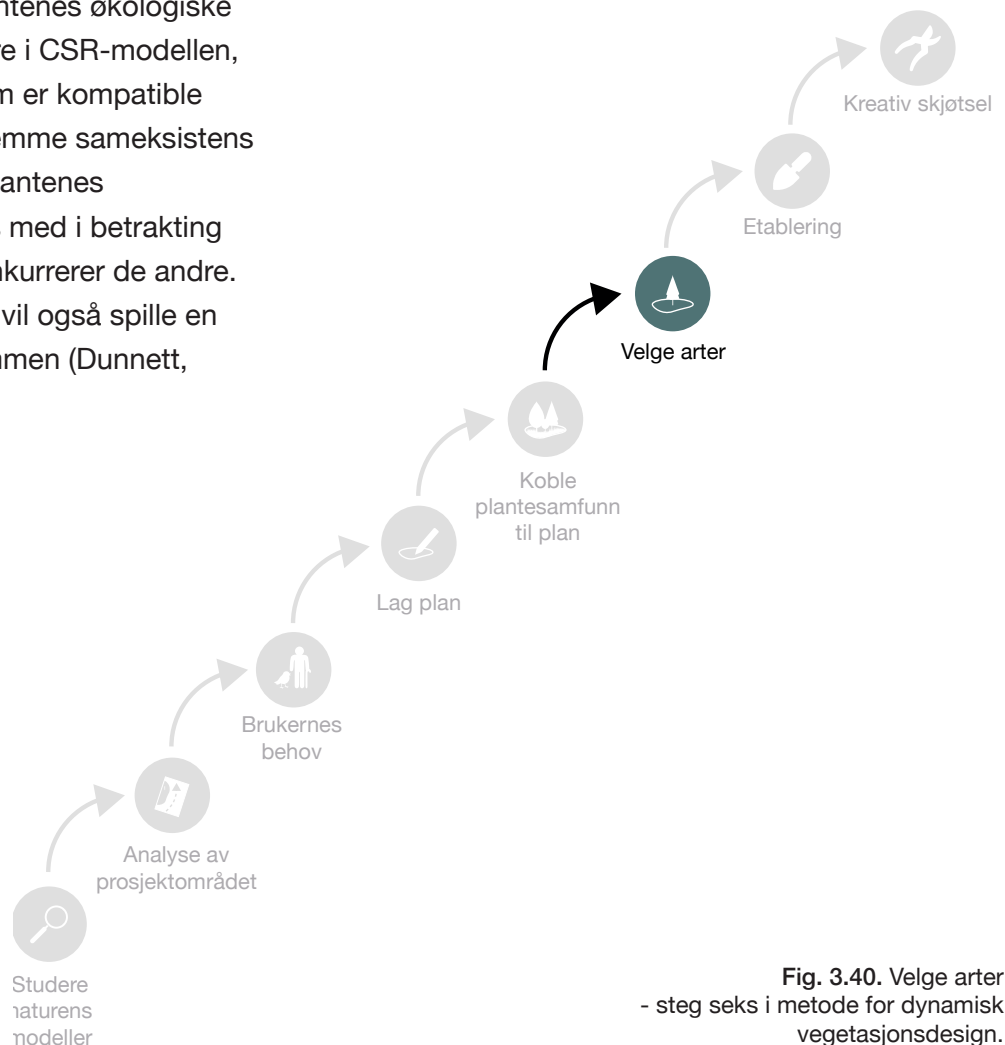 ntenes økologiske
e i CSR-modellen,
m er kompatible
emme sameksistens
antenes
med i betrakting
nkurrerer de andre.
vil også spille en
mmen (Dunnett,
Kreativ skjøtsel
Etablering
Velge arter
Koble
plantesamfunn
til plan
Lag plan
Brukernes
behov
Analyse av
prosjektområdet
Studere
naturens
modeller
Fig. 3.40. Velge arter
- steg seks i metode for dynamisk
vegetasjonsdesign.